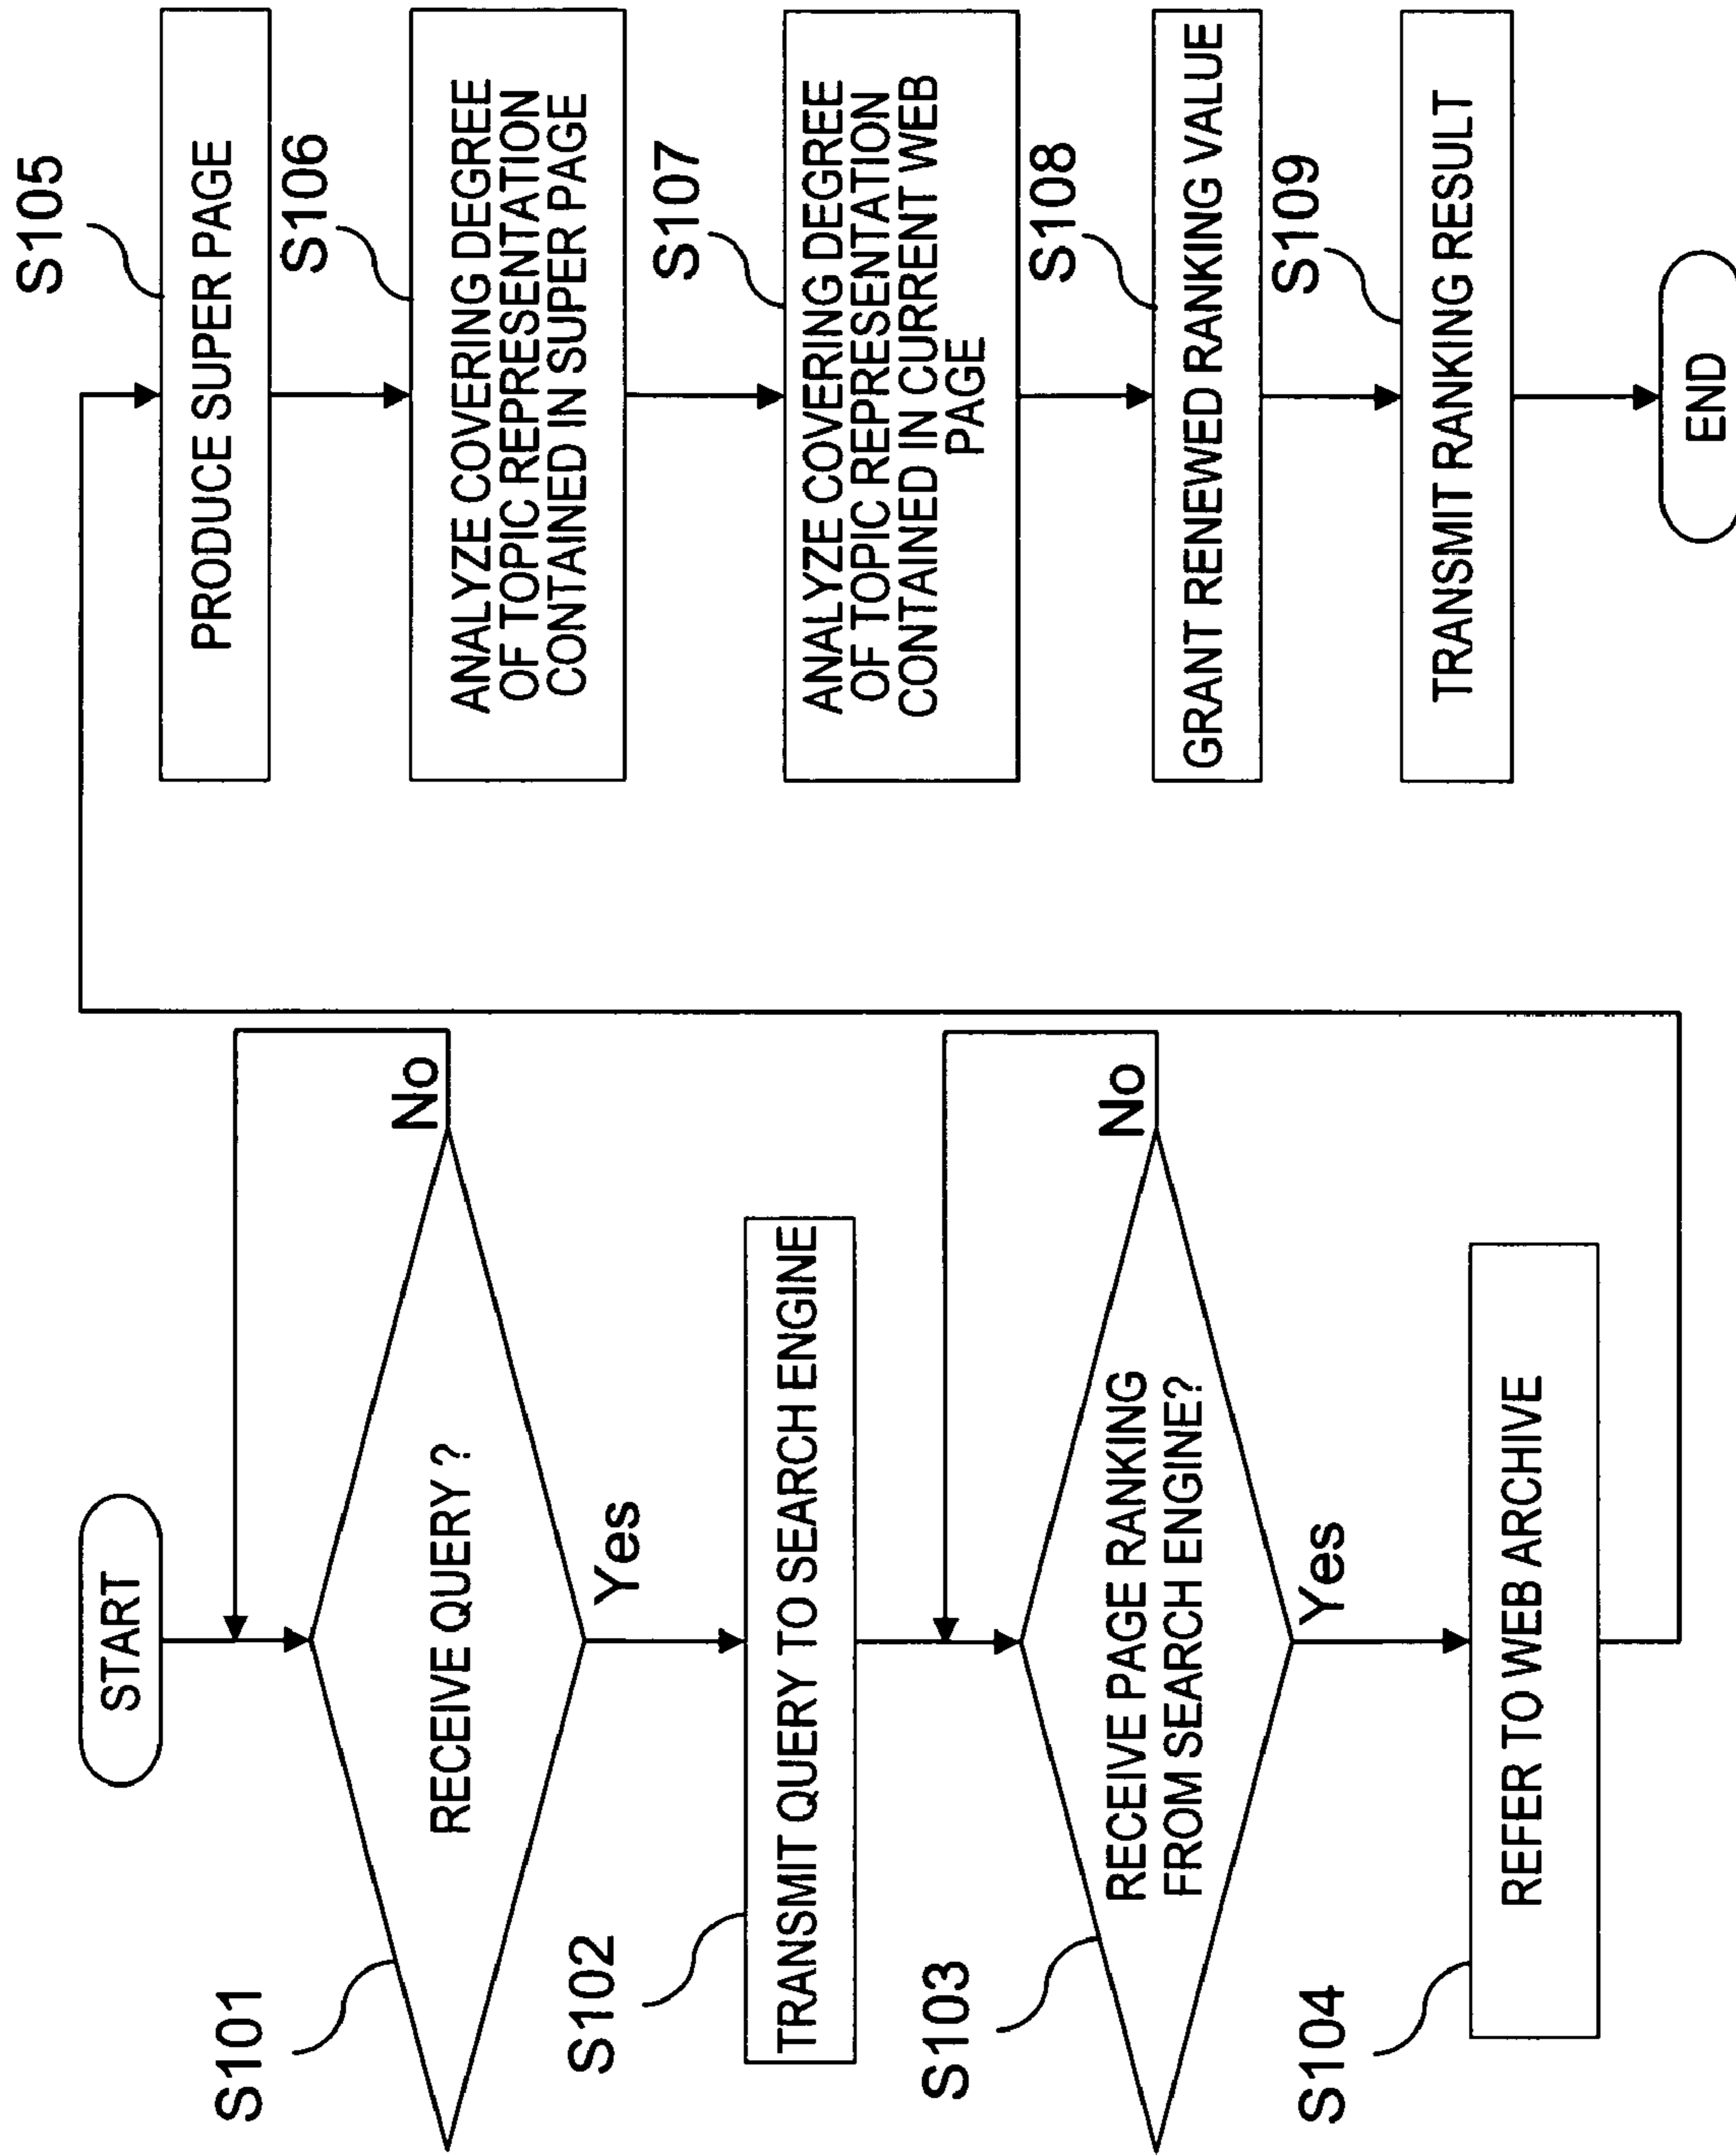 START
S101
RECEIVE QUERY ?
No
Yes
S102
TRANSMIT QUERY TO SEARCH ENGINE
S103
RECEIVE PAGE RANKING
FROM SEARCH ENGINE?
No
Yes
S104
REFER TO WEB ARCHIVE
S105
PRODUCE SUPER PAGE
S106
ANALYZE COVERING DEGREE
OF TOPIC REPRESENTATION
CONTAINED IN SUPER PAGE
S107
ANALYZE COVERING DEGREE
OF TOPIC REPRESENTATION
CONTAINED IN CURRENT WEB
PAGE
S108
GRANT RENEWED RANKING VALUE
S109
TRANSMIT RANKING RESULT
END